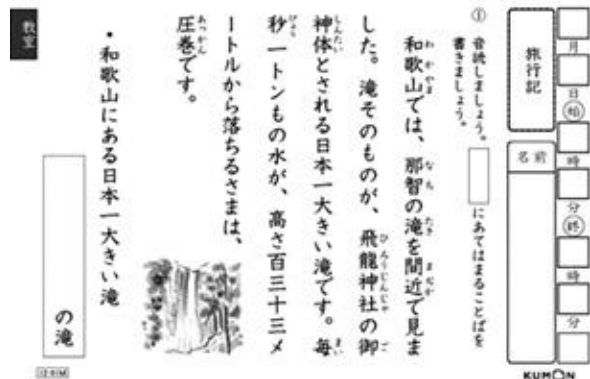 月 日 始 時 分 終 時 分
旅行記
名前
KUMON
① 音読しましょう。 にあてはまることばを
書きましょう。
和歌山では、那智の滝を間近で見ま
した。滝そのものが、飛龍神社の御
神体とされる日本一大きい滝です。毎
秒一トンもの水が、高さ百三十三メ
ートルから落ちるさまは、
圧巻です。
・和歌山にある日本一大きい滝
の滝
教室